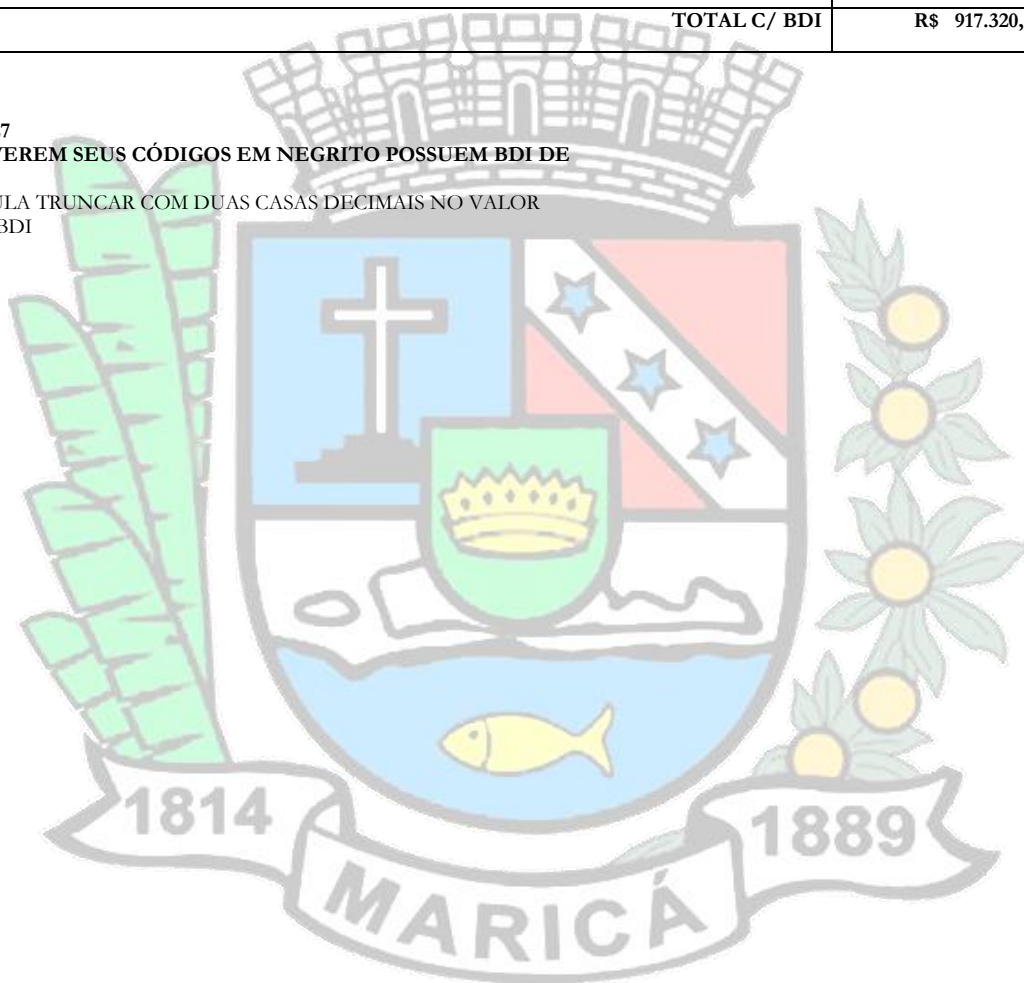 TOTAL C/ BDI R$ 917.320,
7
VEREM SEUS CÓDIGOS EM NEGRITO POSSUEM BDI DE
ULA TRUNCAR COM DUAS CASAS DECIMAIS NO VALOR
BDI
1814
1889
MARICÁ